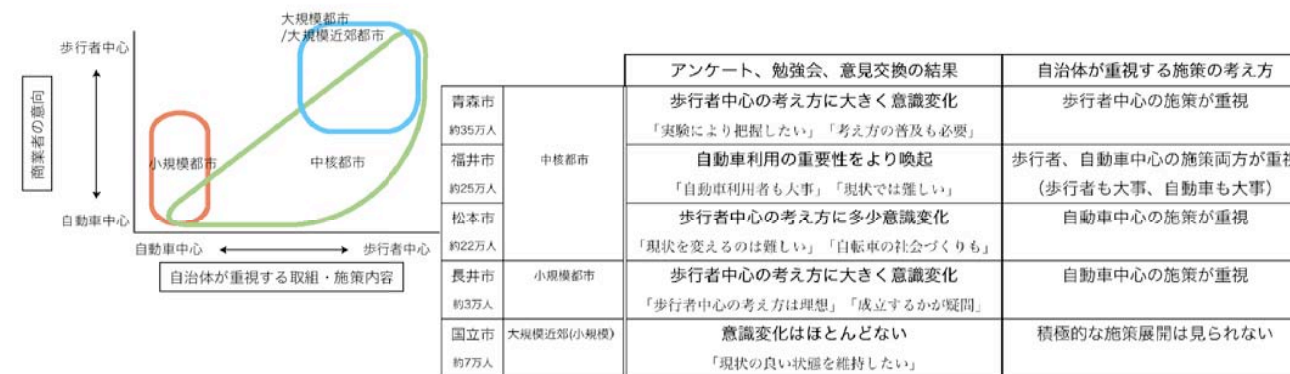 大規模都市
/大規模近郊都市
歩行者中心
商業者の意向
小規模都市
中核都市
自動車中心
自動車中心
歩行者中心
自治体が重視する取組・施策内容
アンケート、勉強会、意見交換の結果
自治体が重視する施策の考え方
青森市
約35万人
中核都市
歩行者中心の考え方に大きく意識変化
「実験により把握したい」「考え方の普及も必要」
歩行者中心の施策が重視
福井市
約25万人
自動車利用の重要性をより喚起
「自動車利用者も大事」「現状では難しい」
歩行者、自動車中心の施策両方が重視
（歩行者も大事、自動車も大事）
松本市
約22万人
歩行者中心の考え方に多少意識変化
「現状を変えるのは難しい」「自転車の社会づくりも」
自動車中心の施策が重視
長井市
約3万人
小規模都市
歩行者中心の考え方に大きく意識変化
「歩行者中心の考え方は理想」「成立するかが疑問」
自動車中心の施策が重視
国立市
約7万人
大規模近郊(小規模)
意識変化はほとんどない
「現状の良い状態を維持したい」
積極的な施策展開は見られない